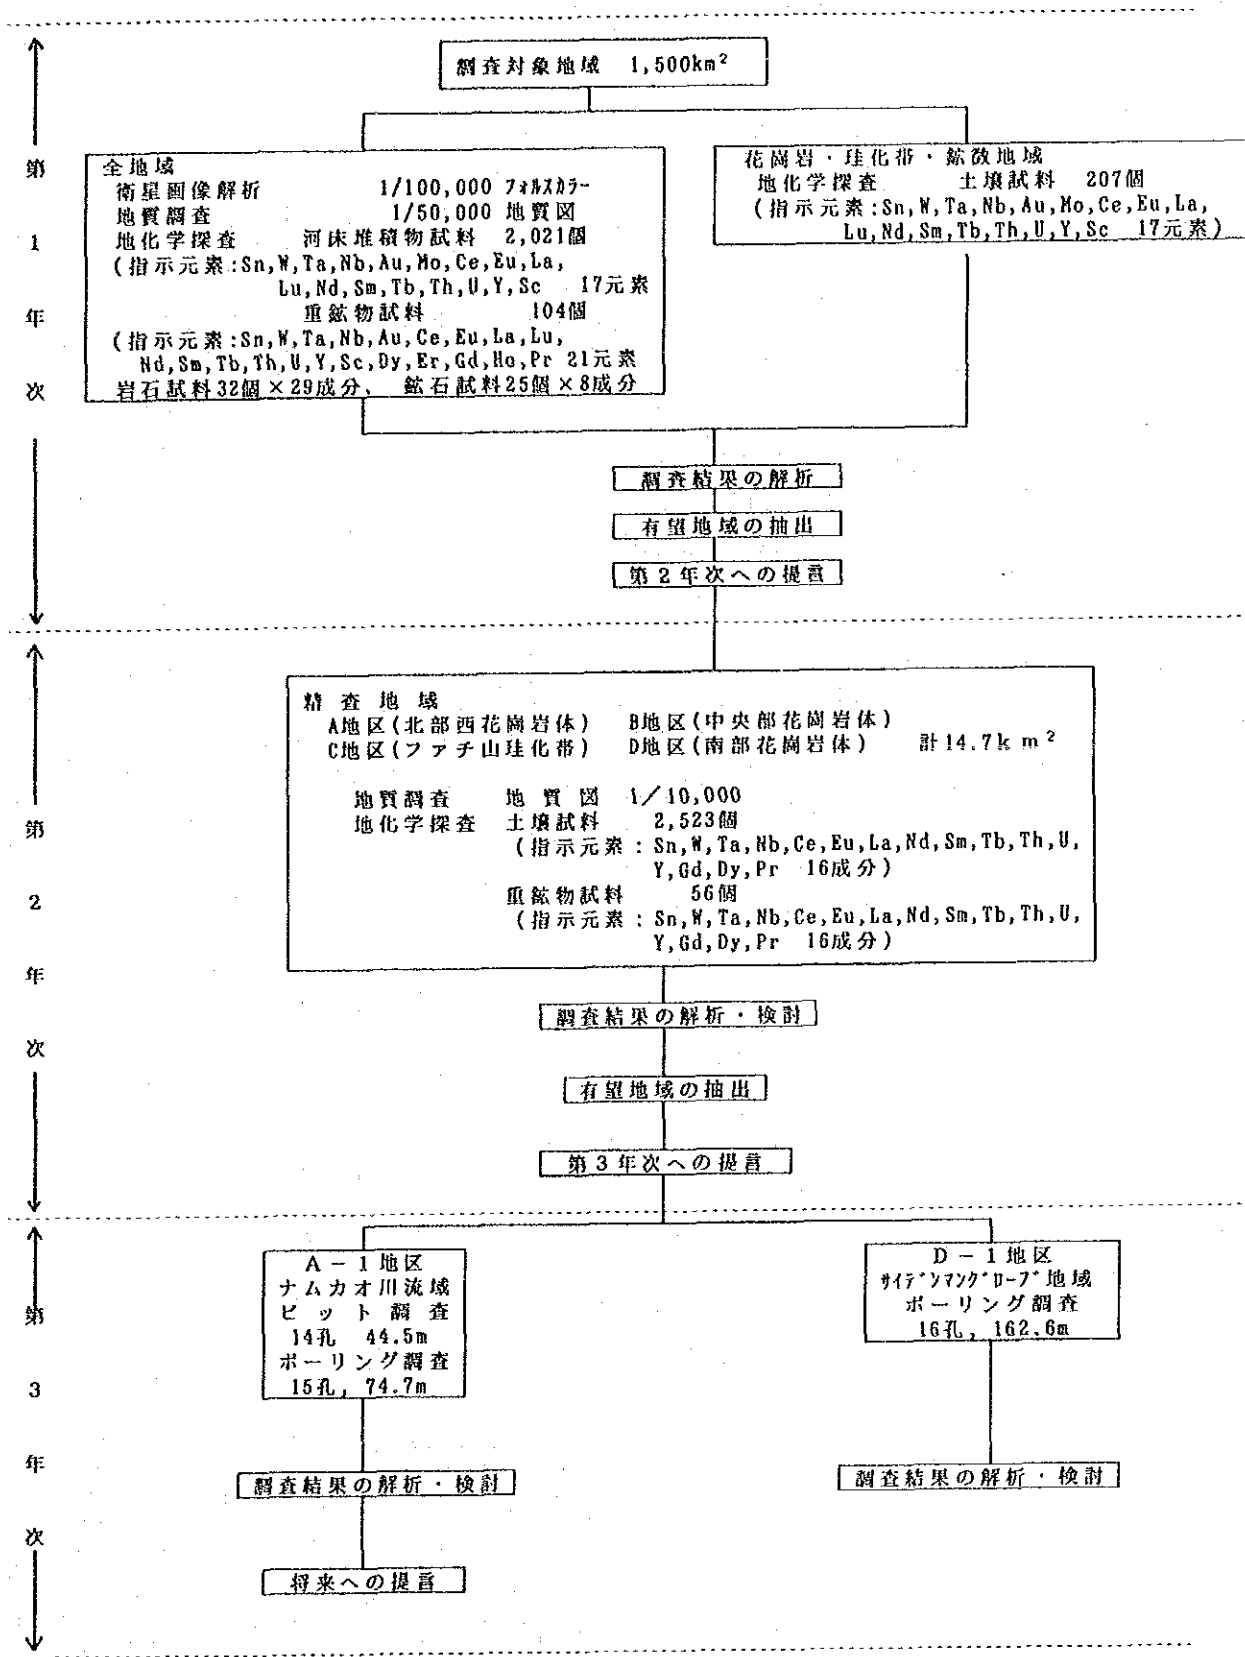 調査対象地域 1,500km²
第1年次
全地域
衛星画像解析 1/100,000 フォルスカラー
地質調査 1/50,000 地質図
地化学探査 河床堆積物試料 2,021個
(指示元素:Sn,W,Ta,Nb,Au,Mo,Ce,Eu,La,
Lu,Nd,Sm,Tb,Th,U,Y,Sc 17元素
重鉱物試料 104個
(指示元素:Sn,W,Ta,Nb,Au,Ce,Eu,La,Lu,
Nd,Sm,Tb,Th,U,Y,Sc,Dy,Er,Gd,Ho,Pr 21元素
岩石試料32個×29成分、 鉱石試料25個×8成分
花崗岩・珪化帯・鉱徴地域
地化学探査 土壌試料 207個
(指示元素:Sn,W,Ta,Nb,Au,Mo,Ce,Eu,La,
Lu,Nd,Sm,Tb,Th,U,Y,Sc 17元素)
調査結果の解析
有望地域の抽出
第2年次への提言
第2年次
精査地域
A地区(北部西花崗岩体) B地区(中央部花崗岩体)
C地区(ファチ山珪化帯) D地区(南部花崗岩体) 計14.7km²
地質調査 地質図 1/10,000
地化学探査 土壌試料 2,523個
(指示元素:Sn,W,Ta,Nb,Ce,Eu,La,Nd,Sm,Tb,Th,U,
Y,Gd,Dy,Pr 16成分)
重鉱物試料 56個
(指示元素:Sn,W,Ta,Nb,Ce,Eu,La,Nd,Sm,Tb,Th,U,
Y,Gd,Dy,Pr 16成分)
調査結果の解析・検討
有望地域の抽出
第3年次への提言
第3年次
A-1地区
ナムカオ川流域
ピット調査
14孔 44.5m
ボーリング調査
15孔, 74.7m
D-1地区
サイデンマングローブ地域
ボーリング調査
16孔, 162.6m
調査結果の解析・検討
調査結果の解析・検討
将来への提言